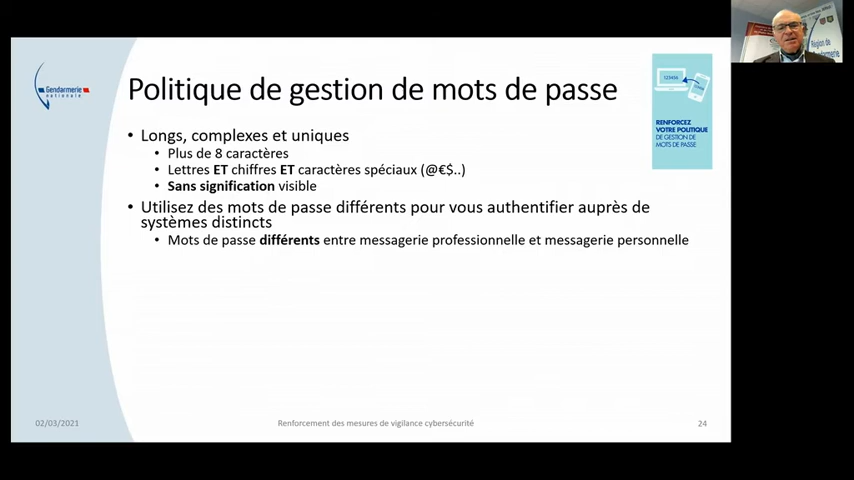 Politique de gestion de mots de passe
Gendarmerie
nationale
123456
RENFORCEZ
VOTRE POLITIQUE
DE GESTION
DE MOTS DE PASSE
• Longs, complexes et uniques
• Plus de 8 caractères
• Lettres ET chiffres ET caractères spéciaux (@€$..)
• Sans signification visible
• Utilisez des mots de passe différents pour vous authentifier auprès de
systèmes distincts
• Mots de passe différents entre messagerie professionnelle et messagerie personnelle
02/03/2021
Renforcement des mesures de vigilance cybersécurité
24
Région de